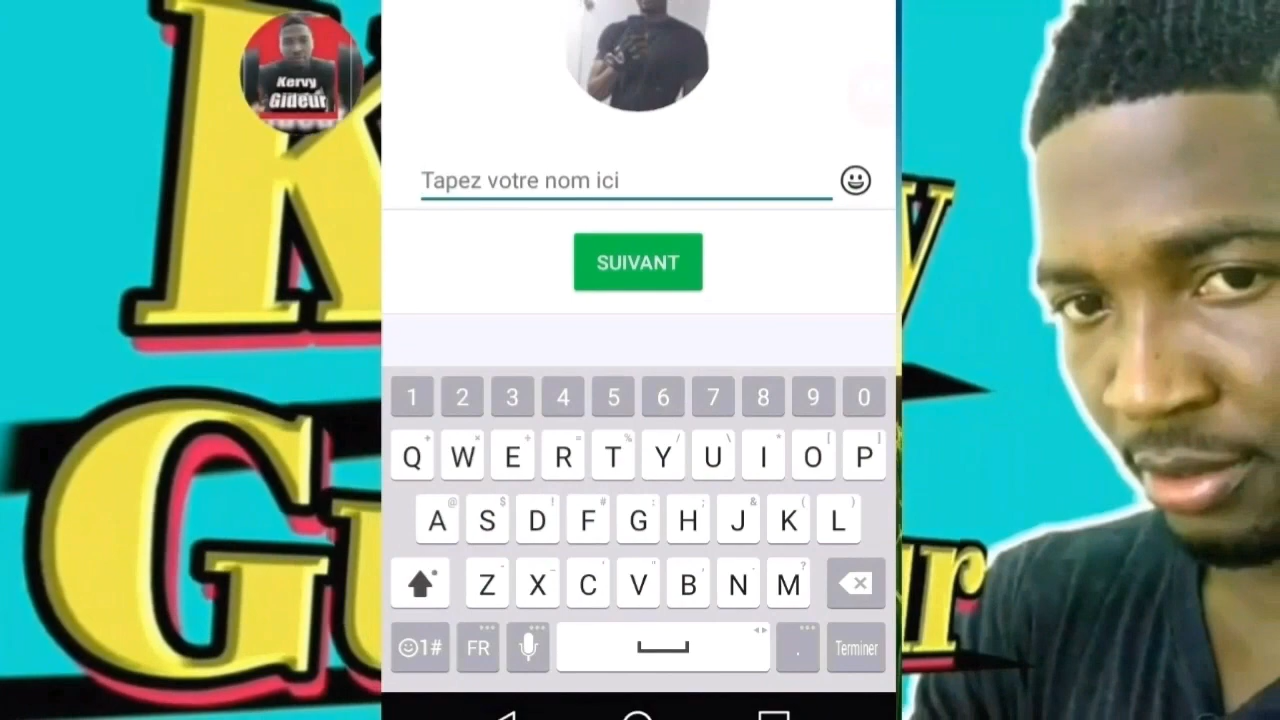 Kervy
Gideur
Tapez votre nom ici
SUIVANT
1 2 3 4 5 6 7 8 9 0
Q W E R T Y U I O P
A S D F G H J K L
Z X C V B N M
1# FR . Terminer